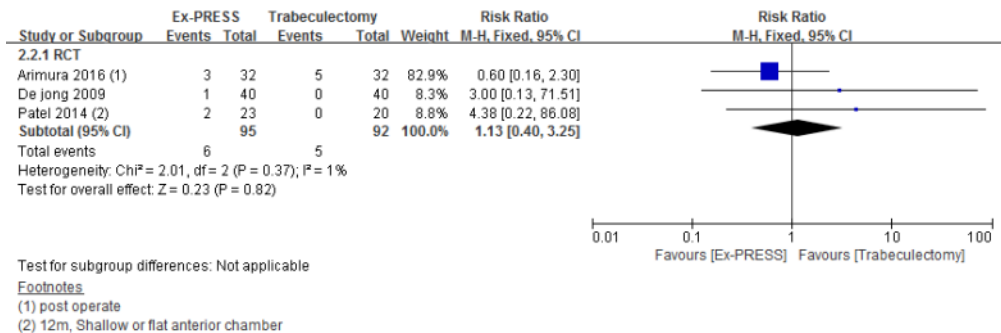 Ex-PRESS Trabeculectomy Risk Ratio Risk Ratio
Study or Subgroup Events Total Events Total Weight M-H, Fixed, 95% CI M-H, Fixed, 95% CI
2.2.1 RCT
Arimura 2016 (1) 3 32 5 32 82.9% 0.60 [0.16, 2.30]
De jong 2009 1 40 0 40 8.3% 3.00 [0.13, 71.51]
Patel 2014 (2) 2 23 0 20 8.8% 4.38 [0.22, 86.08]
Subtotal (95% CI) 95 92 100.0% 1.13 [0.40, 3.25]
Total events 6 5
Heterogeneity: Chi² = 2.01, df = 2 (P = 0.37); I² = 1%
Test for overall effect: Z = 0.23 (P = 0.82)
0.01 0.1 1 10 100
Favours [Ex-PRESS] Favours [Trabeculectomy]
Test for subgroup differences: Not applicable
Footnotes
(1) post operate
(2) 12m, Shallow or flat anterior chamber